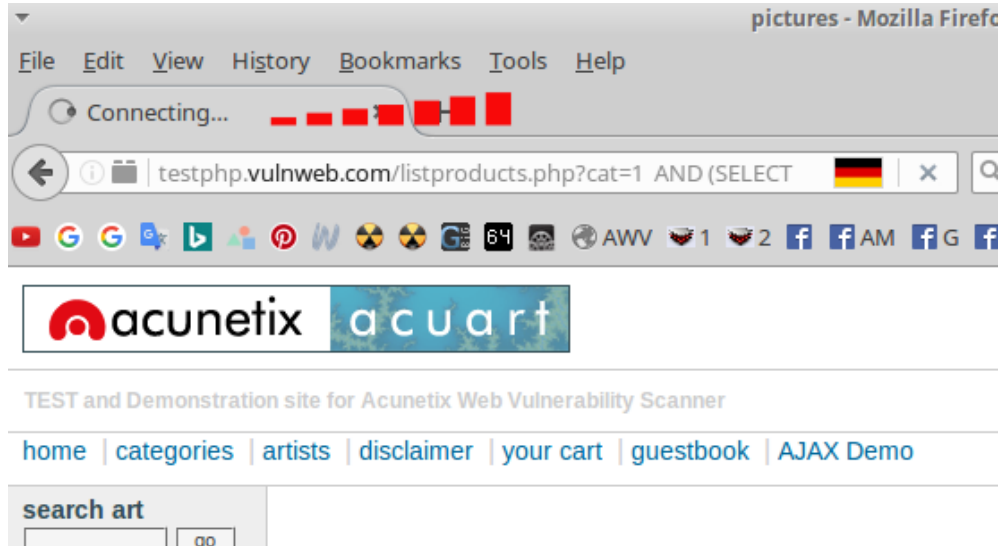 pictures - Mozilla Firefo
File Edit View History Bookmarks Tools Help
Connecting...
testphp.vulnweb.com/listproducts.php?cat=1 AND (SELECT
64 AWV 1 2 f f AM f G f
acunetix acuart
TEST and Demonstration site for Acunetix Web Vulnerability Scanner
home | categories | artists | disclaimer | your cart | guestbook | AJAX Demo
search art
go